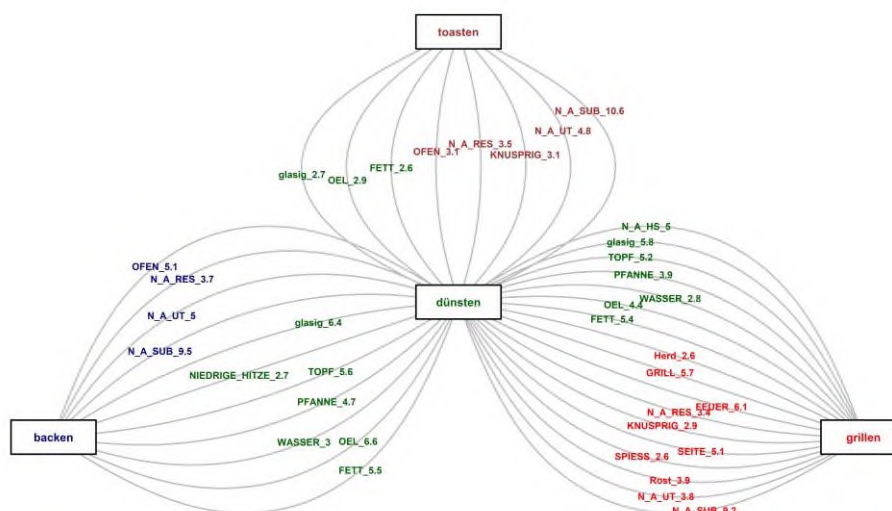 toasten
N_A_SUB_10.6
N_A_UT_4.8
N_A_RES_3.5
OFEN_3.1
KNUSPRIG_3.1
FETT_2.6
glasig_2.7
OEL_2.9
N_A_HS_5
glasig_5.8
TOPF_5.2
OFEN_5.1
N_A_RES_3.7
PFANNE_3.9
dünsten
WASSER_2.8
OEL_4.4
N_A_UT_5
FETT_5.4
glasig_6.4
N_A_SUB_9.5
Herd_2.6
NIEDRIGE_HITZE_2.7
TOPF_5.6
GRILL_5.7
PFANNE_4.7
FEUER_6.1
N_A_RES_3.4
KNUSPRIG_2.9
backen
grillen
WASSER_3
OEL_6.6
SEITE_5.1
SPIESS_2.6
FETT_5.5
Rost_3.9
N_A_UT_3.8
N_A_SUB_9.2